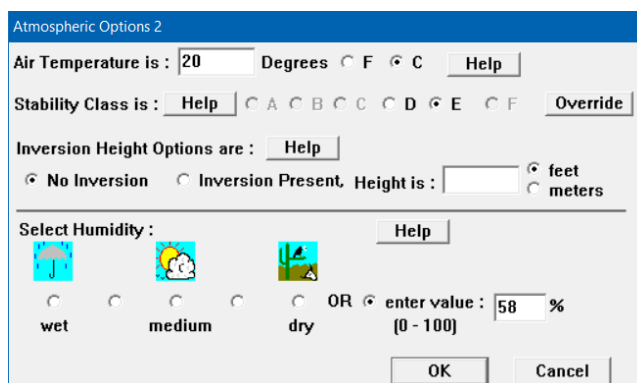 Atmospheric Options 2
Air Temperature is : 20 Degrees F C Help
Stability Class is : Help A B C D E F Override
Inversion Height Options are : Help
No Inversion Inversion Present, Height is : feet
meters
Select Humidity : Help
OR enter value : 58 %
wet medium dry (0 - 100)
OK Cancel